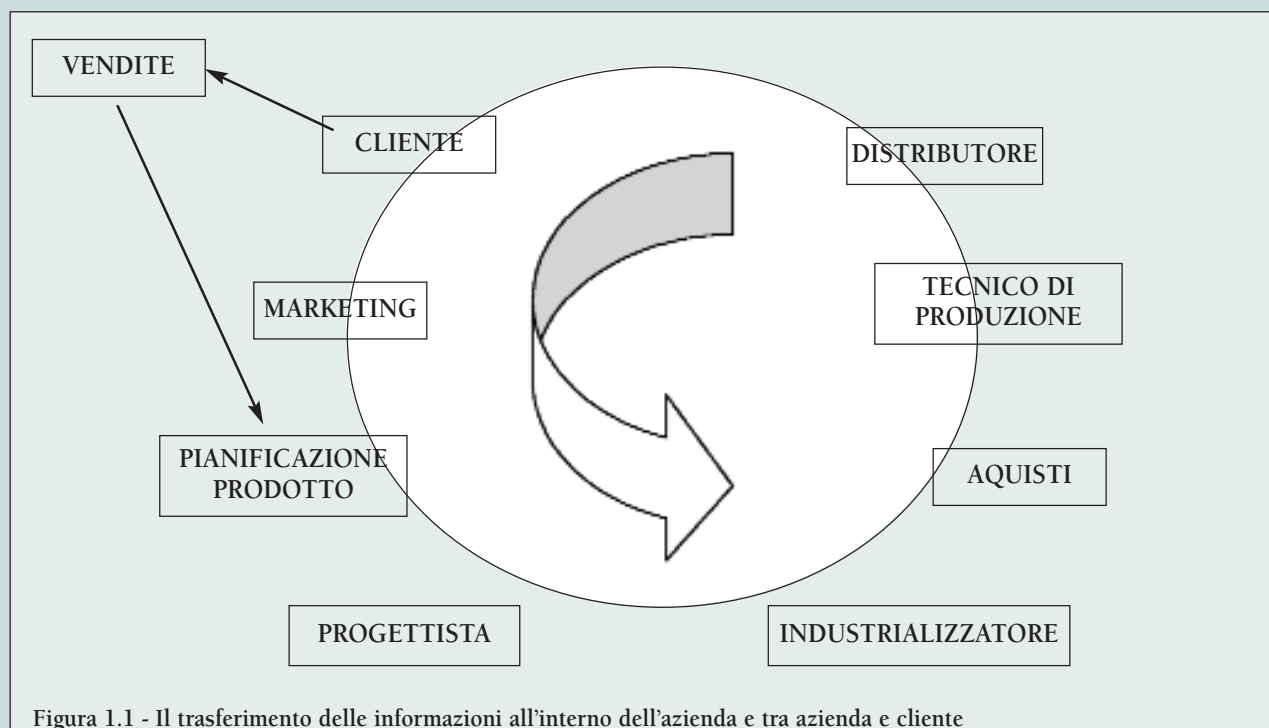 VENDITE
CLIENTE
DISTRIBUTORE
MARKETING
TECNICO DI
PRODUZIONE
PIANIFICAZIONE
PRODOTTO
AQUISTI
PROGETTISTA
INDUSTRIALIZZATORE
Figura 1.1 - Il trasferimento delle informazioni all'interno dell'azienda e tra azienda e cliente